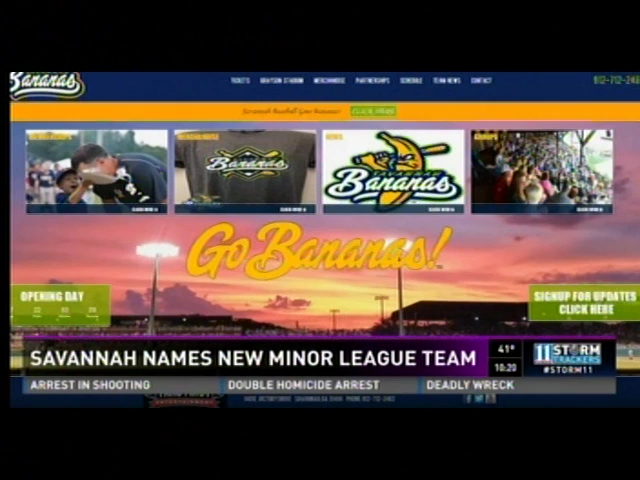 Bananas
TICKETS GRAYSON STADIUM MERCHANDISE PARTNERSHIPS SCHEDULE TEAM NEWS CONTACT
CLICK HERE
MERCHANDISE
NEWS
GROUPS
Bananas
SAVANNAH
Bananas
Go Bananas!
OPENING DAY
SIGNUP FOR UPDATES
CLICK HERE
SAVANNAH NAMES NEW MINOR LEAGUE TEAM
41°
10:20
11 STORM
TRACKERS
#STORM11
ARREST IN SHOOTING
DOUBLE HOMICIDE ARREST
DEADLY WRECK